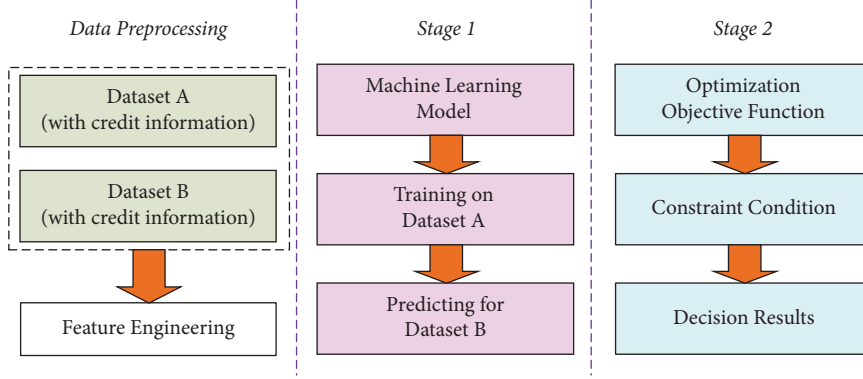 Data Preprocessing
Dataset A
(with credit information)
Dataset B
(with credit information)
Feature Engineering
Stage 1
Machine Learning
Model
Training on
Dataset A
Predicting for
Dataset B
Stage 2
Optimization
Objective Function
Constraint Condition
Decision Results